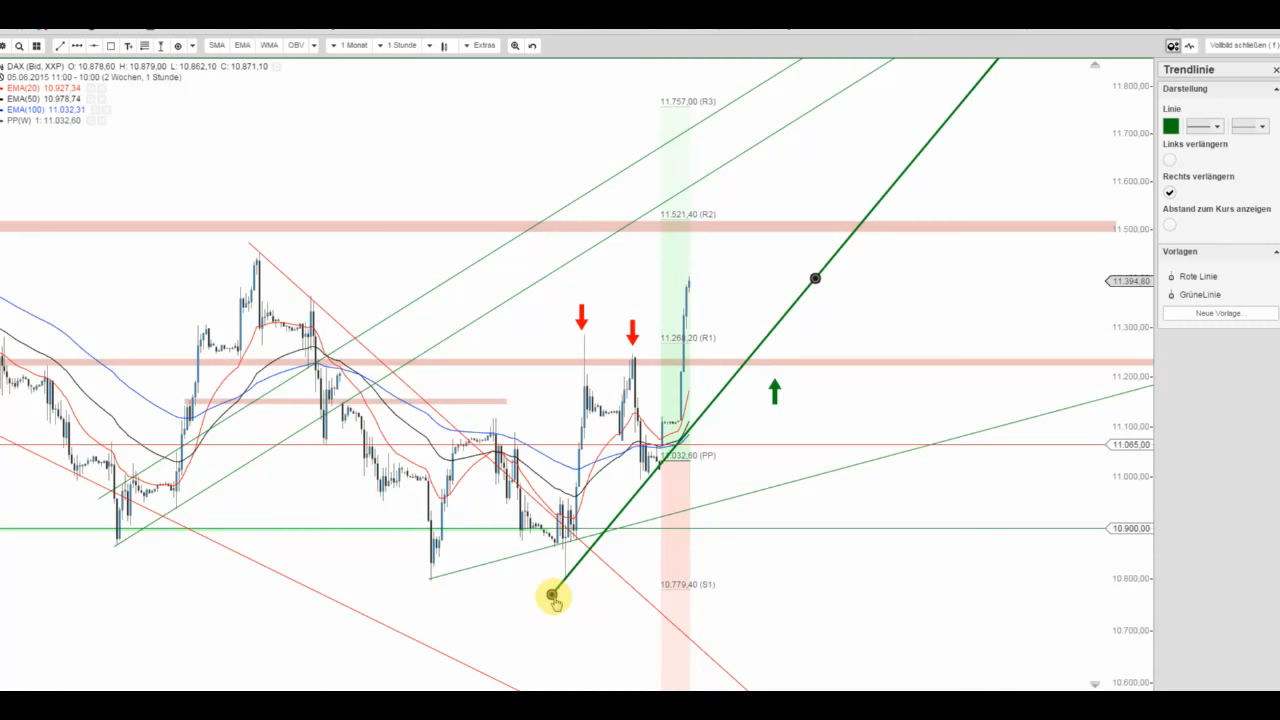 SMA EMA WMA OBV 1 Monat 1 Stunde Extras Vollbild schließen ( f )
DAX (Bid, XXP) O: 10.878,60 H: 10.879,00 L: 10.862,10 C: 10.871,10
05.06.2015 11:00 - 10:00 (2 Wochen, 1 Stunde)
EMA(20) 10.927,34
EMA(50) 10.978,74
EMA(100) 11.032,31
PP(W) 1: 11.032,60
11.757,00 (R3)
11.521,40 (R2)
11.268,20 (R1)
11.032,60 (PP)
10.779,40 (S1)
11.800,00
11.700,00
11.600,00
11.500,00
11.394,80
11.300,00
11.200,00
11.100,00
11.065,00
11.000,00
10.900,00
10.800,00
10.700,00
10.600,00
Trendlinie
Darstellung
Linie
Links verlängern
Rechts verlängern
Abstand zum Kurs anzeigen
Vorlagen
Rote Linie
GrüneLinie
Neue Vorlage...